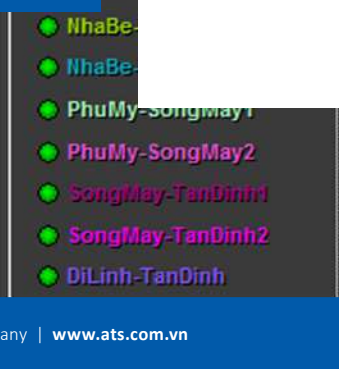 NhaBe-
NhaBe-
PhuMy-SongMay1
PhuMy-SongMay2
SongMay-TanDinh1
SongMay-TanDinh2
DiLinh-TanDinh
any | www.ats.com.vn